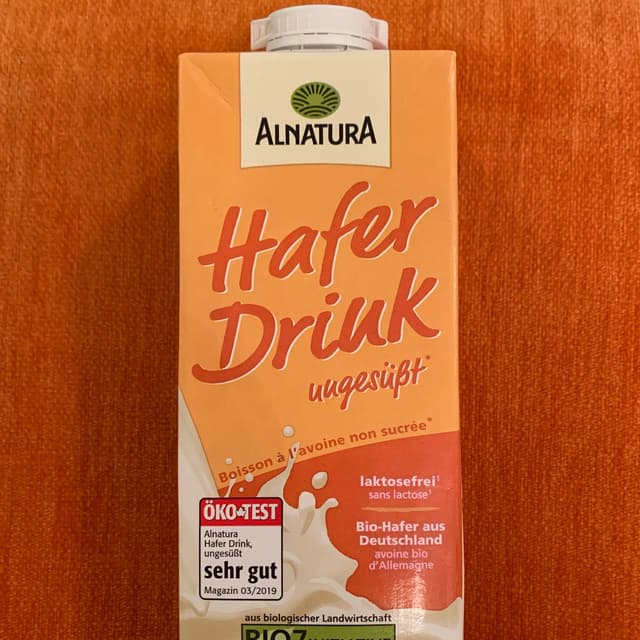 ALNATURA
Hafer
Drink
ungesüßt*
Boisson à l'avoine non sucrée*
laktosefrei¹
sans lactose¹
Bio-Hafer aus
Deutschland
avoine bio
d'Allemagne
ÖKO-TEST
Alnatura
Hafer Drink,
ungesüßt
sehr gut
Magazin 03/2019
aus biologischer Landwirtschaft